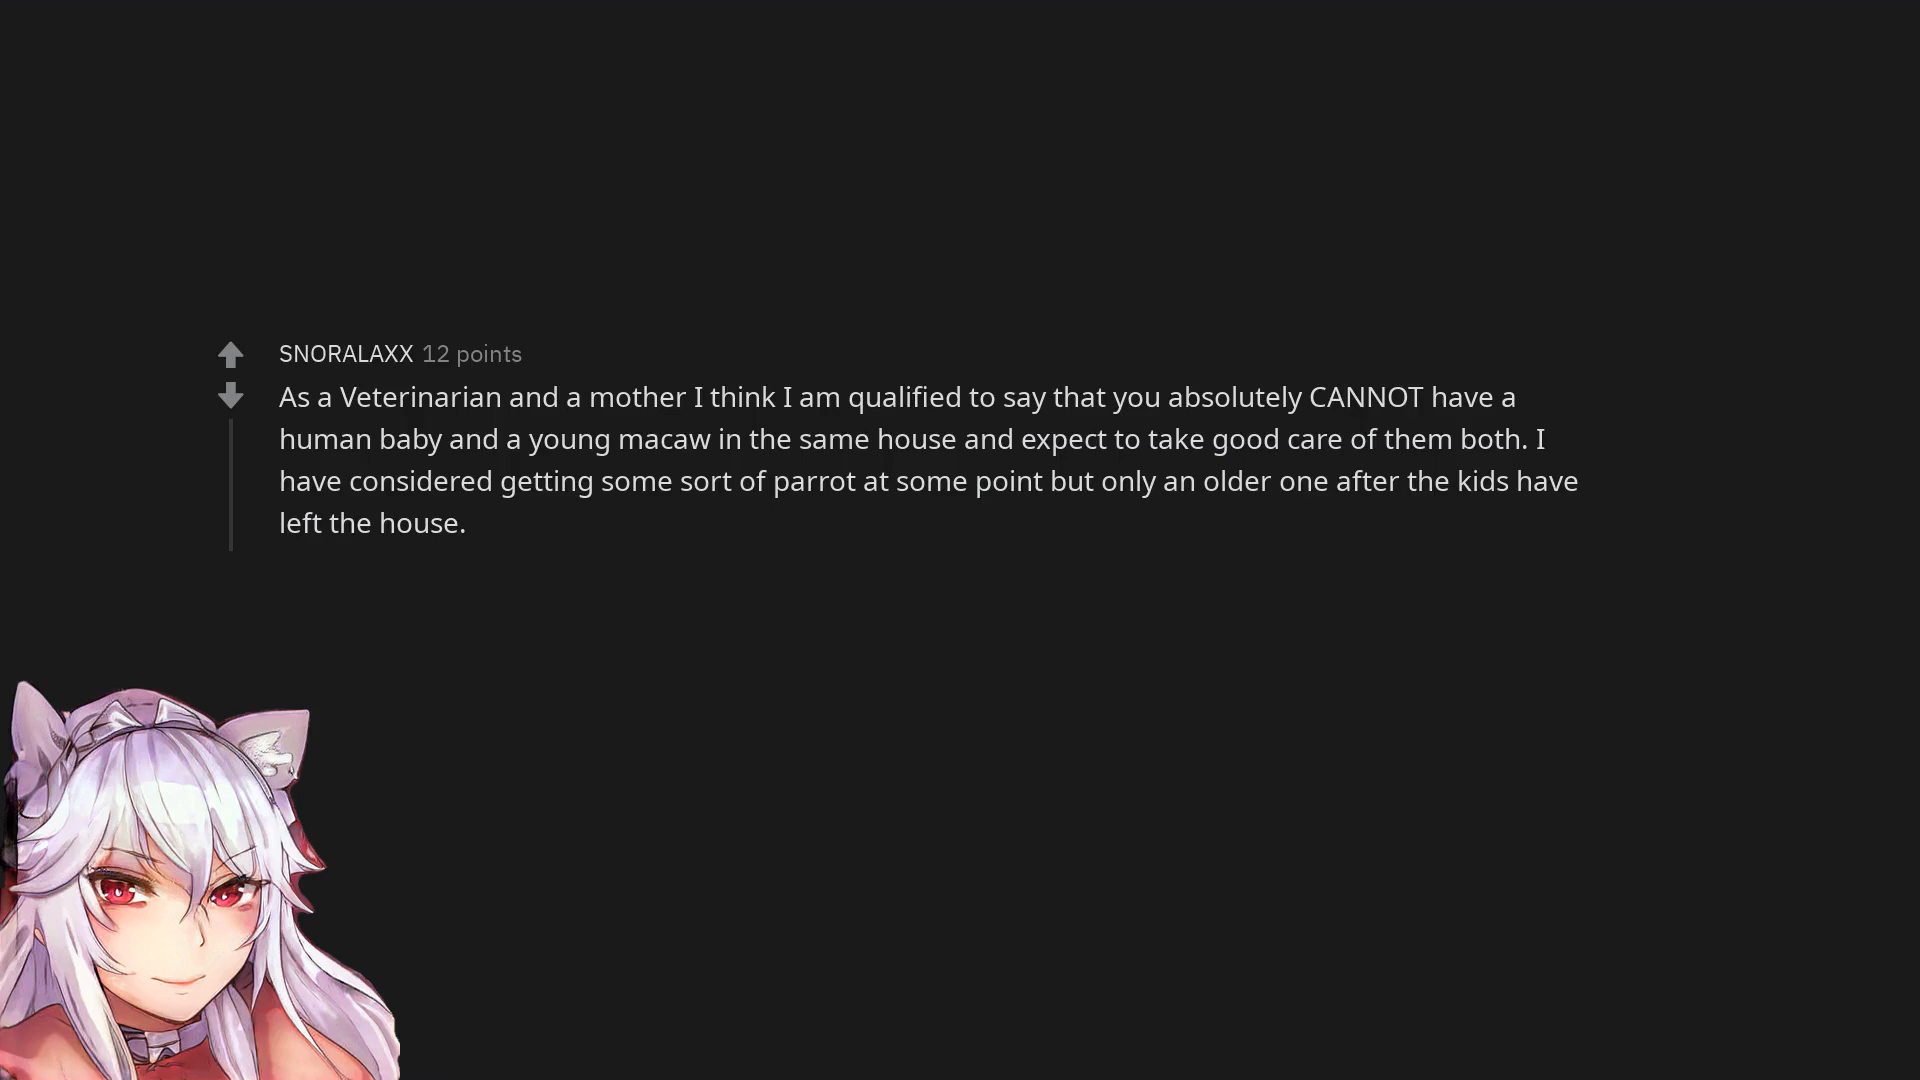 SNORALAXX 12 points
As a Veterinarian and a mother I think I am qualified to say that you absolutely CANNOT have a
human baby and a young macaw in the same house and expect to take good care of them both. I
have considered getting some sort of parrot at some point but only an older one after the kids have
left the house.